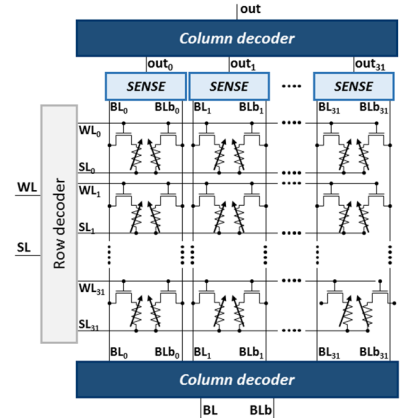 out
Column decoder
out0 out1 out31
SENSE SENSE SENSE
BL0 BLb0 BL1 BLb1 BL31 BLb31
WL0
SL0
WL
WL1
SL
SL1
Row decoder
WL31
SL31
BL0 BLb0 BL1 BLb1 BL31 BLb31
Column decoder
BL BLb